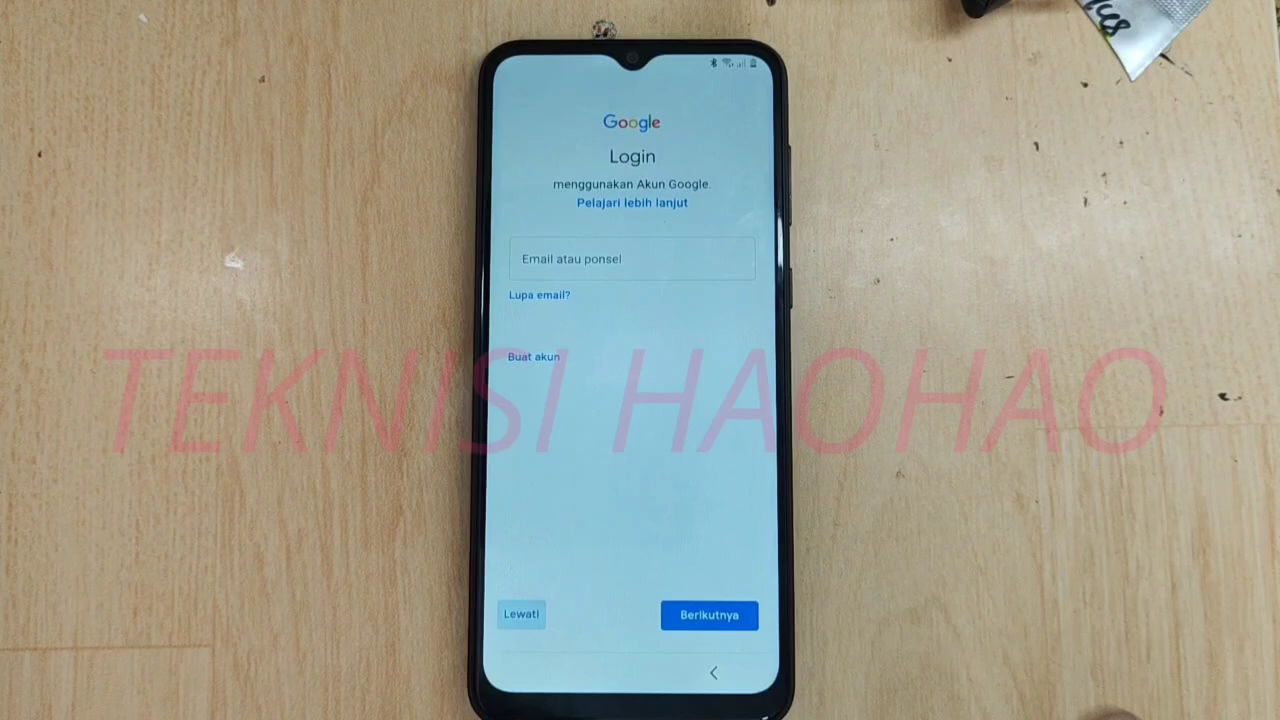 Google
Login
menggunakan Akun Google.
Pelajari lebih lanjut
Email atau ponsel
Lupa email?
Buat akun
TEKNISI HAOHAO
Lewati
Berikutnya